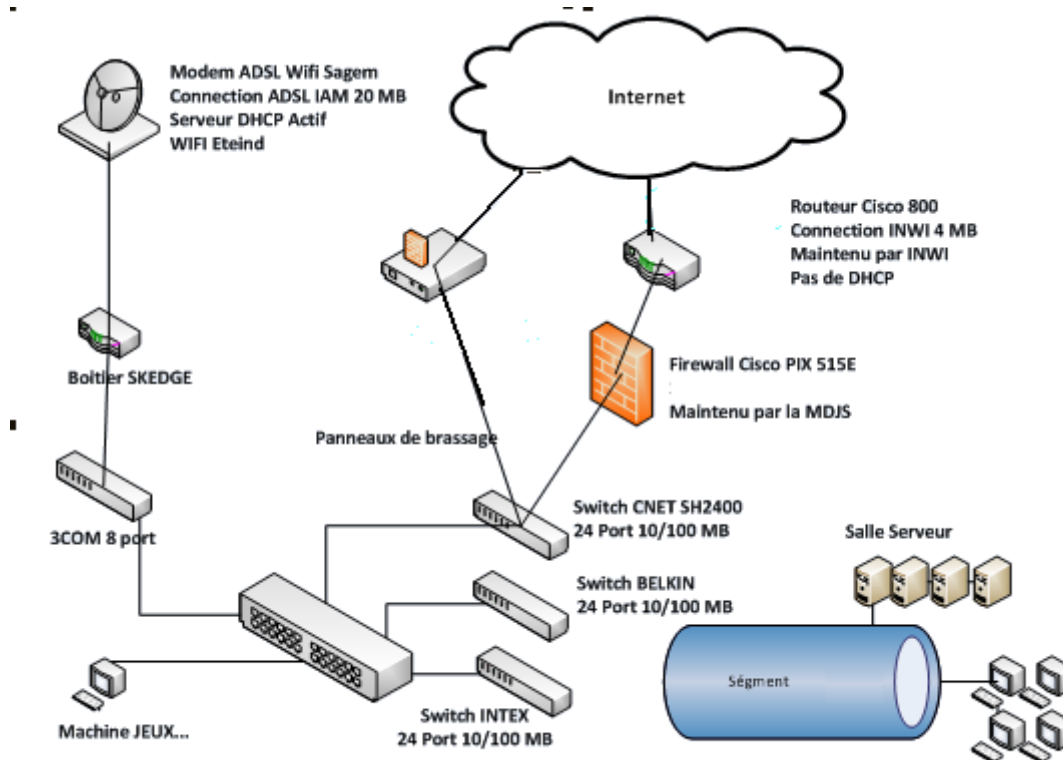 Modem ADSL Wifi Sagem
Connection ADSL IAM 20 MB
Serveur DHCP Actif
WIFI Eteind
Internet
Routeur Cisco 800
Connection INWI 4 MB
Maintenu par INWI
Pas de DHCP
Boitier SKEDGE
Firewall Cisco PIX 515E
Maintenu par la MDJS
Panneaux de brassage
3COM 8 port
Switch CNET SH2400
24 Port 10/100 MB
Salle Serveur
Switch BELKIN
24 Port 10/100 MB
Ségment
Machine JEUX...
Switch INTEX
24 Port 10/100 MB